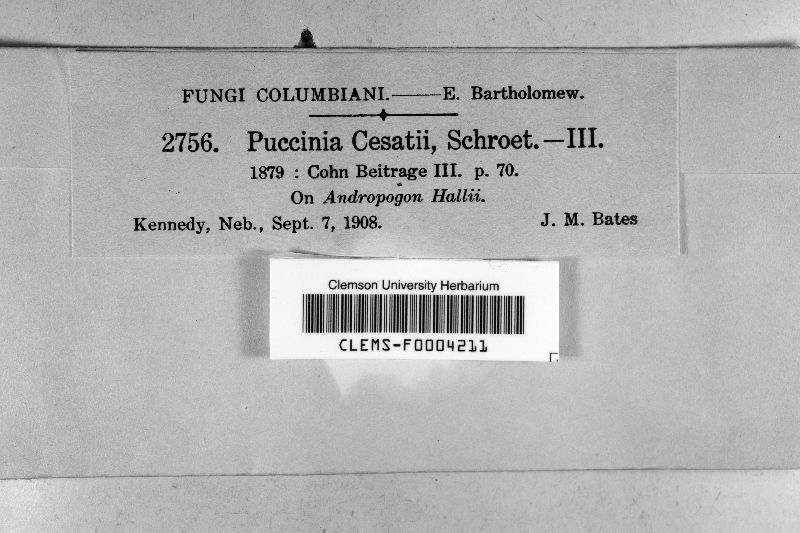 FUNGI COLUMBIANI.——E. Bartholomew.
2756. Puccinia Cesatii, Schroet.—III.
1879 : Cohn Beitrage III. p. 70.
On Andropogon Hallii.
Kennedy, Neb., Sept. 7, 1908. J. M. Bates
Clemson University Herbarium
CLEMS-F0004211